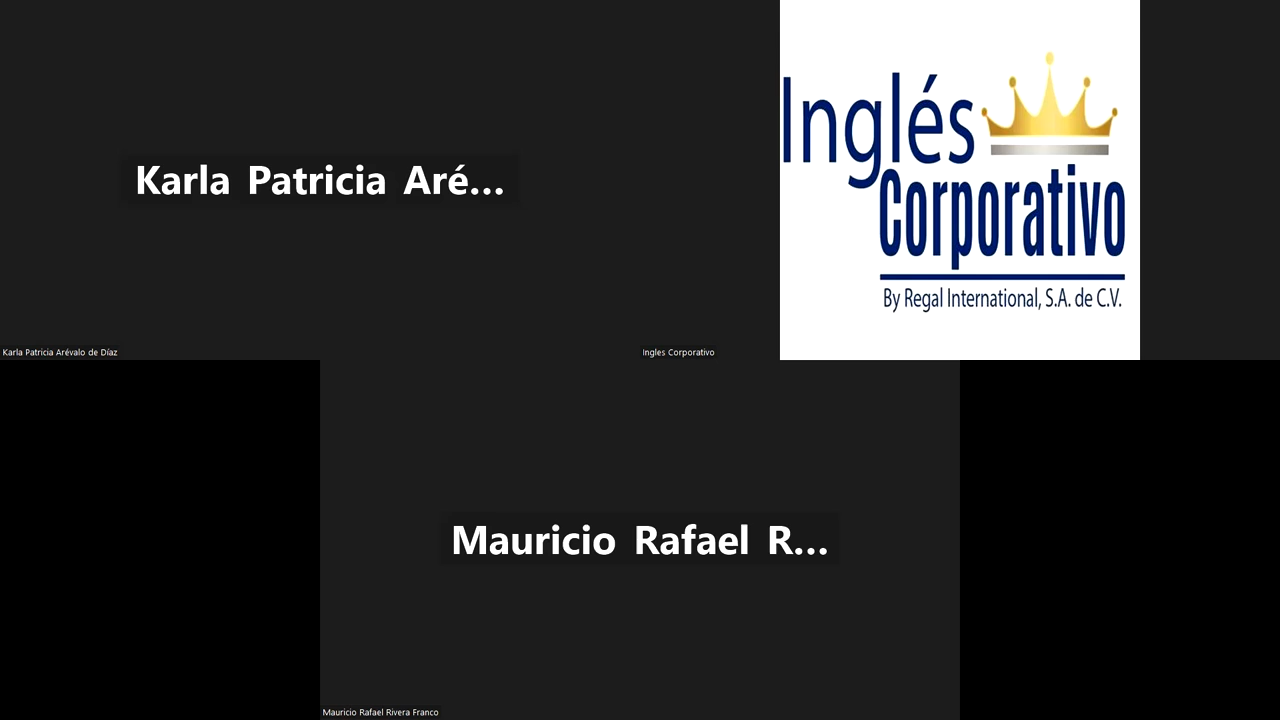 Karla Patricia Aré...
Karla Patricia Arévalo de Díaz
Inglés
Corporativo
By Regal International, S.A. de C.V.
Ingles Corporativo
Mauricio Rafael R...
Mauricio Rafael Rivera Franco